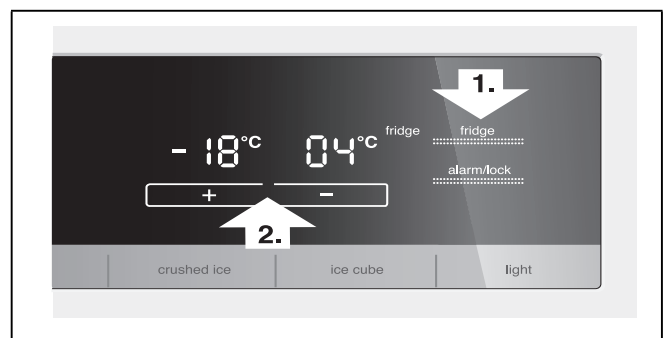 1.
- 18°C 04°C fridge fridge
alarm/lock
+ −
2.
crushed ice ice cube light